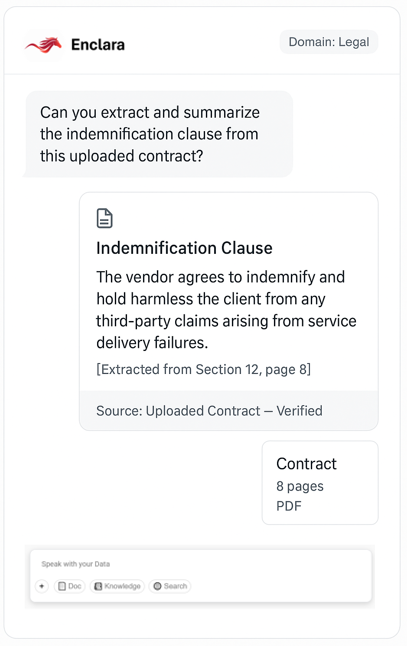 Enclara
Domain: Legal
Can you extract and summarize
the indemnification clause from
this uploaded contract?
Indemnification Clause
The vendor agrees to indemnify and
hold harmless the client from any
third-party claims arising from service
delivery failures.
[Extracted from Section 12, page 8]
Source: Uploaded Contract – Verified
Contract
8 pages
PDF
Speak with your Data
+ Doc Knowledge Search